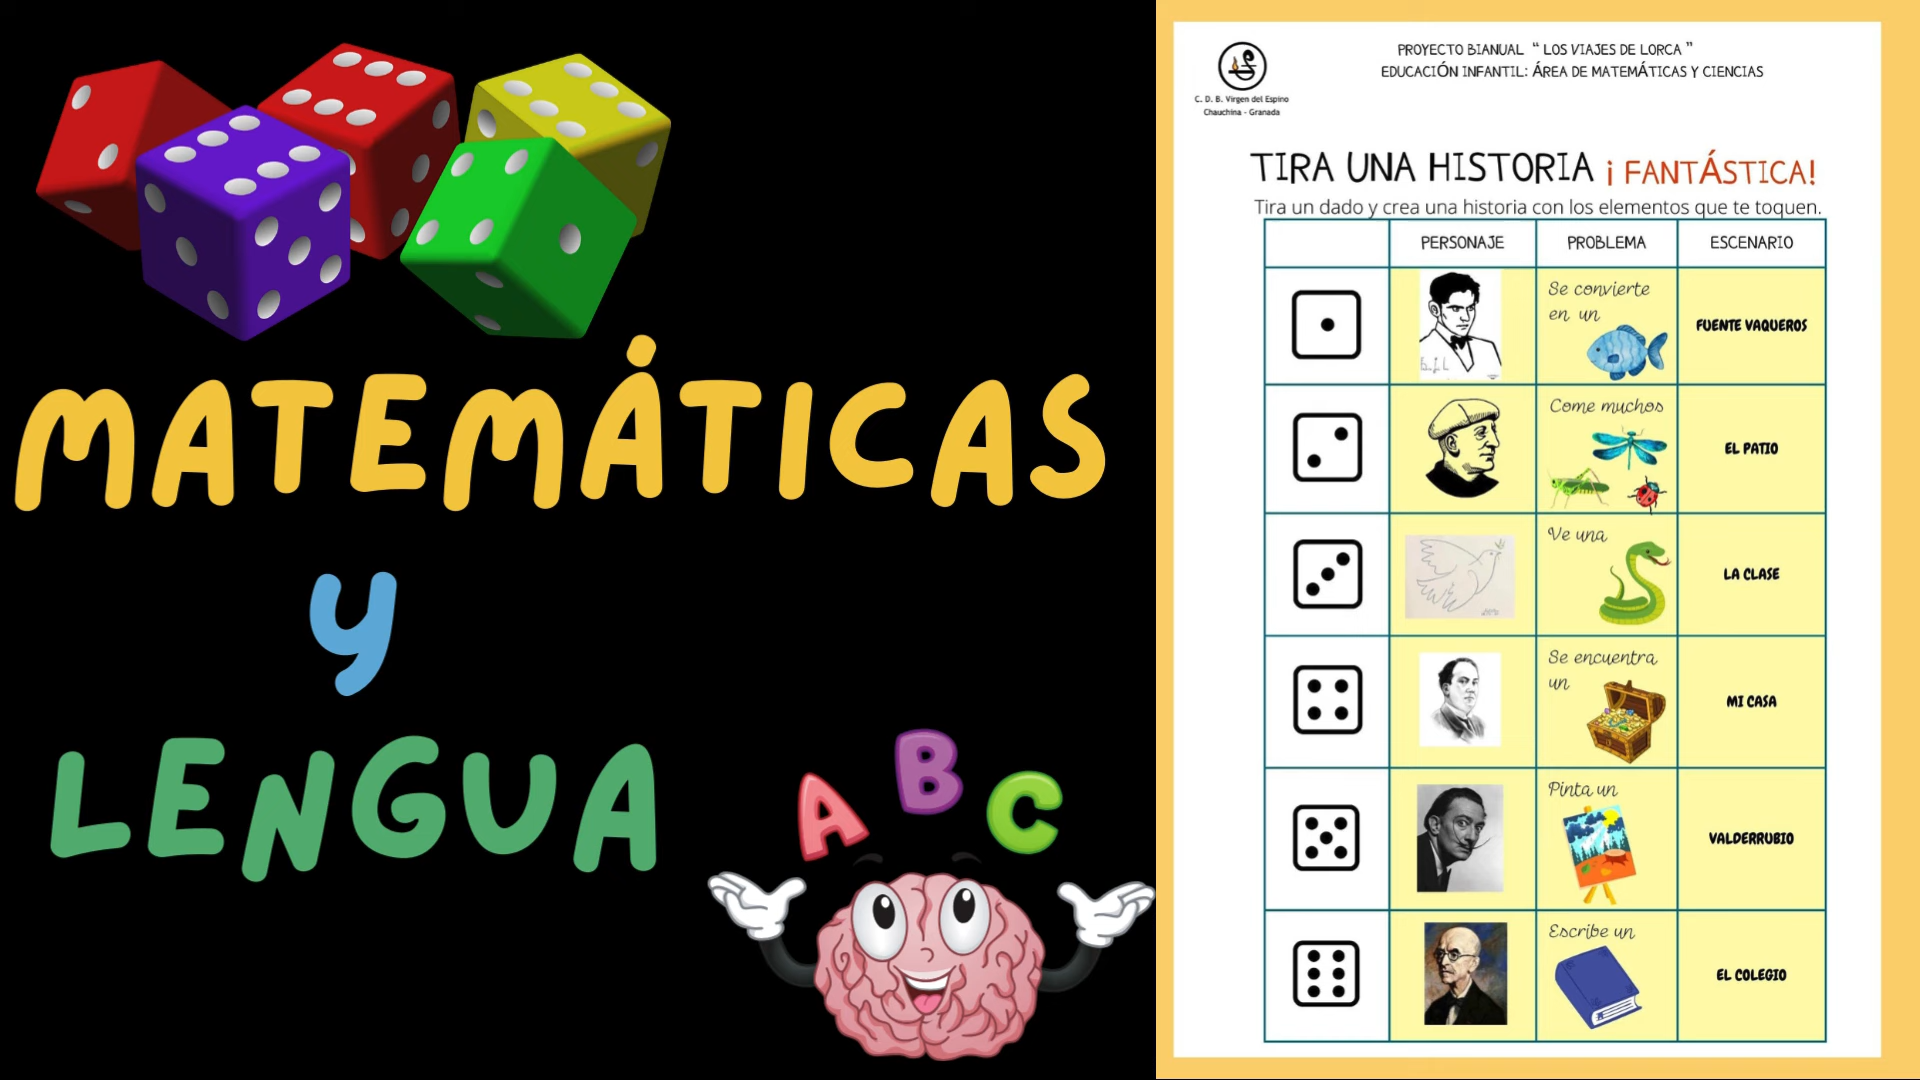 MATEMÁTICAS
y
LENGUA
A B C
PROYECTO BIANUAL “ LOS VIAJES DE LORCA ”
EDUCACIÓN INFANTIL: ÁREA DE MATEMÁTICAS Y CIENCIAS
C. D. B. Virgen del Espino
Chauchina - Granada
TIRA UNA HISTORIA ¡ FANTÁSTICA!
Tira un dado y crea una historia con los elementos que te toquen.
PERSONAJE PROBLEMA ESCENARIO
Se convierte
en un
FUENTE VAQUEROS
Come muchos
EL PATIO
Ve una
LA CLASE
Se encuentra
un
MI CASA
Pinta un
VALDERRUBIO
Escribe un
EL COLEGIO